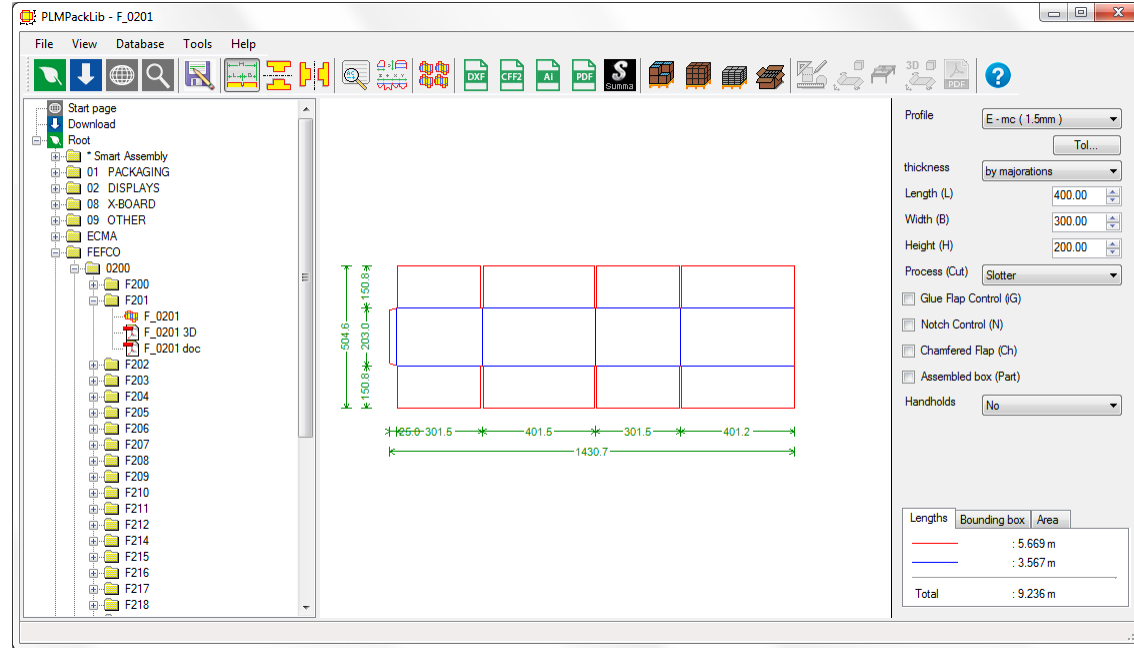 PLMPackLib - F_0201
File View Database Tools Help
DXF CFF2 AI PDF S Summa 3D PDF ?
Start page
Download
Root
* Smart Assembly
01 PACKAGING
02 DISPLAYS
08 X-BOARD
09 OTHER
ECMA
FEFCO
0200
F200
F201
F_0201
F_0201 3D
F_0201 doc
F202
F203
F204
F205
F206
F207
F208
F209
F210
F211
F212
F214
F215
F216
F217
F218
504.6
150.8
203.0
150.8
25.0 301.5 401.5 301.5 401.2
1430.7
Profile E - mc ( 1.5mm )
Tol...
thickness by majorations
Length (L) 400.00
Width (B) 300.00
Height (H) 200.00
Process (Cut) Slotter
Glue Flap Control (iG)
Notch Control (N)
Chamfered Flap (Ch)
Assembled box (Part)
Handholds No
Lengths Bounding box Area
: 5.669 m
: 3.567 m
Total : 9.236 m